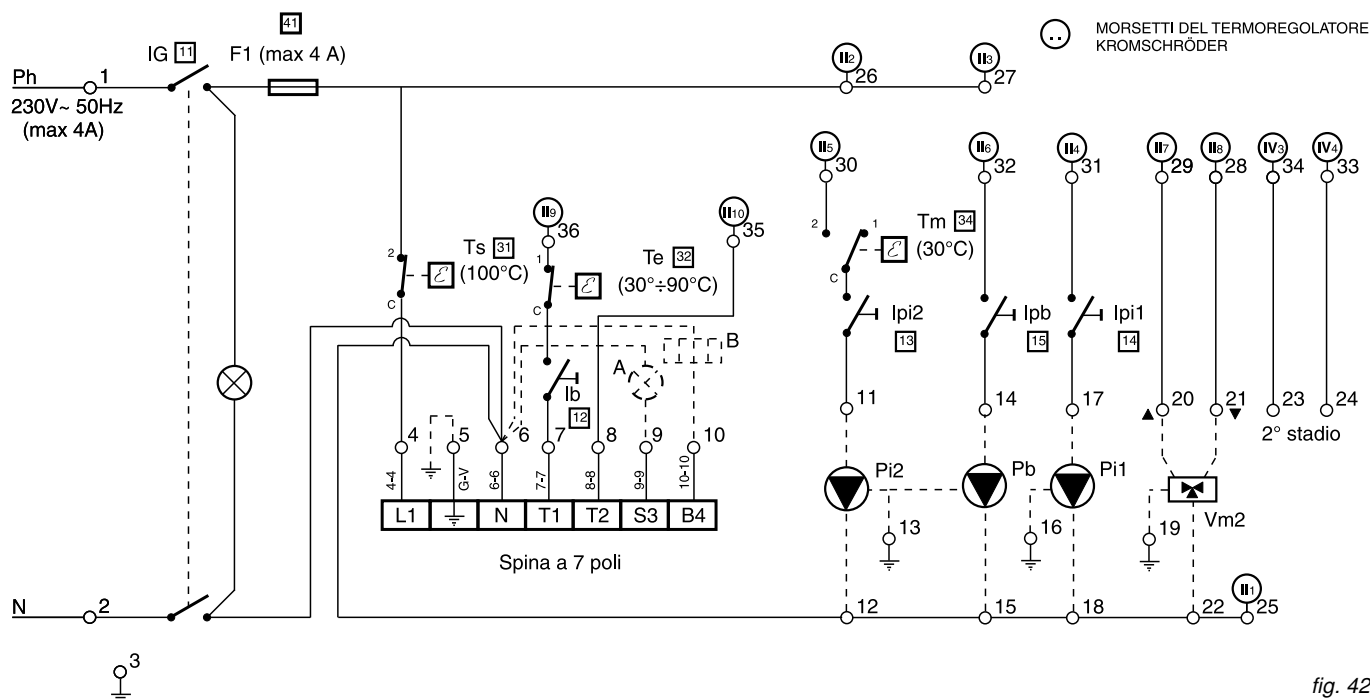 41
IG 11
F1 (max 4 A)
MORSETTI DEL TERMOREGOLATORE
KROMSCHRÖDER
..
Ph
1
230V~ 50Hz
(max 4A)
II2
26
II3
27
II5
30
II6
32
II4
31
II7
29
II8
28
IV3
34
IV4
33
2
C
Ts 31
(100°C)
ℰ
II9
36
1
C
ℰ
Te 32
(30°÷90°C)
II10
35
2
1
C
ℰ
Tm 34
(30°C)
Ipi2
13
Ipb
15
Ipi1
14
A
B
Ib
12
4
5
6
7
8
9
10
4-4
G-V
6-6
7-7
8-8
9-9
10-10
L1
N
T1
T2
S3
B4
Spina a 7 poli
11
14
17
20
21
23
24
2° stadio
Pi2
Pb
Pi1
Vm2
13
16
19
N
2
12
15
18
22
II1
25
3
fig. 42